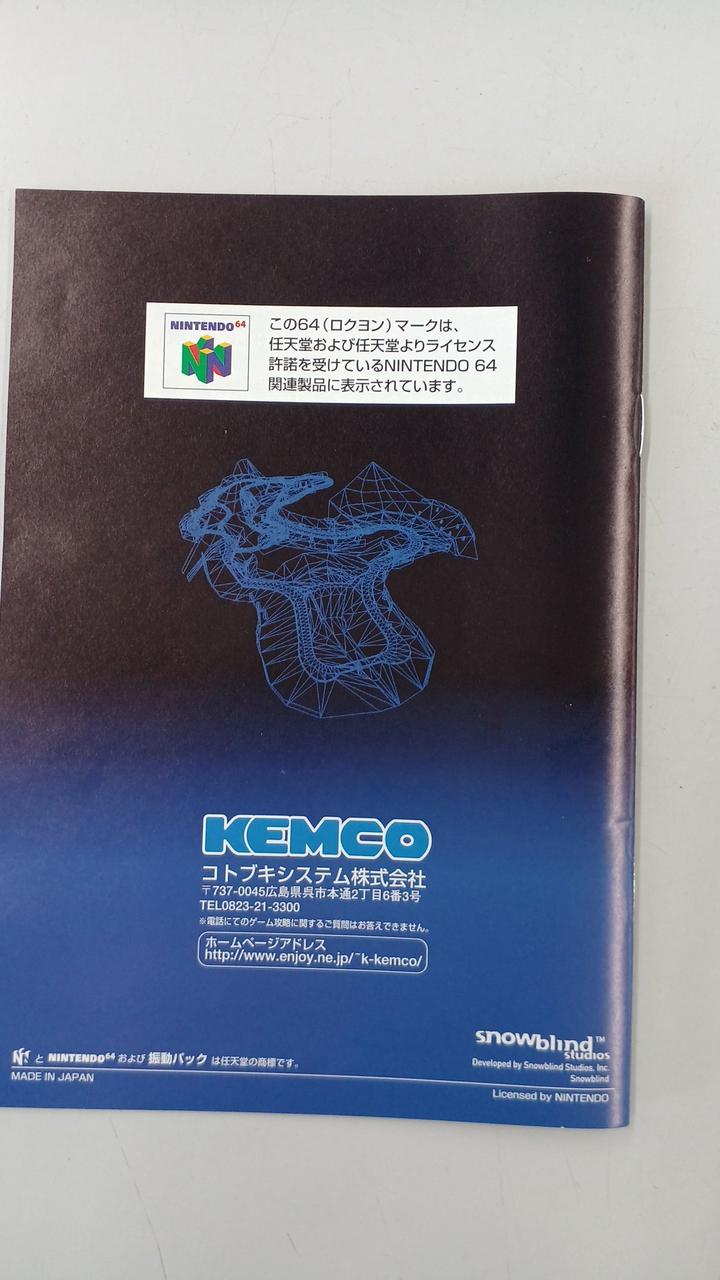 NINTENDO 64
この64(ロクヨン)マークは、
任天堂および任天堂よりライセンス
許諾を受けているNINTENDO 64
関連製品に表示されています。
KEMCO
コトブキシステム株式会社
〒737-0045広島県呉市本通2丁目6番3号
TEL0823-21-3300
※電話にてのゲーム攻略に関するご質問はお答えできません。
ホームページアドレス
http://www.enjoy.ne.jp/~k-kemco/
snowblind™
studios
Developed by Snowblind Studios, Inc.
Snowblind
と NINTENDO64 および 振動パック は任天堂の商標です。
MADE IN JAPAN
Licensed by NINTENDO